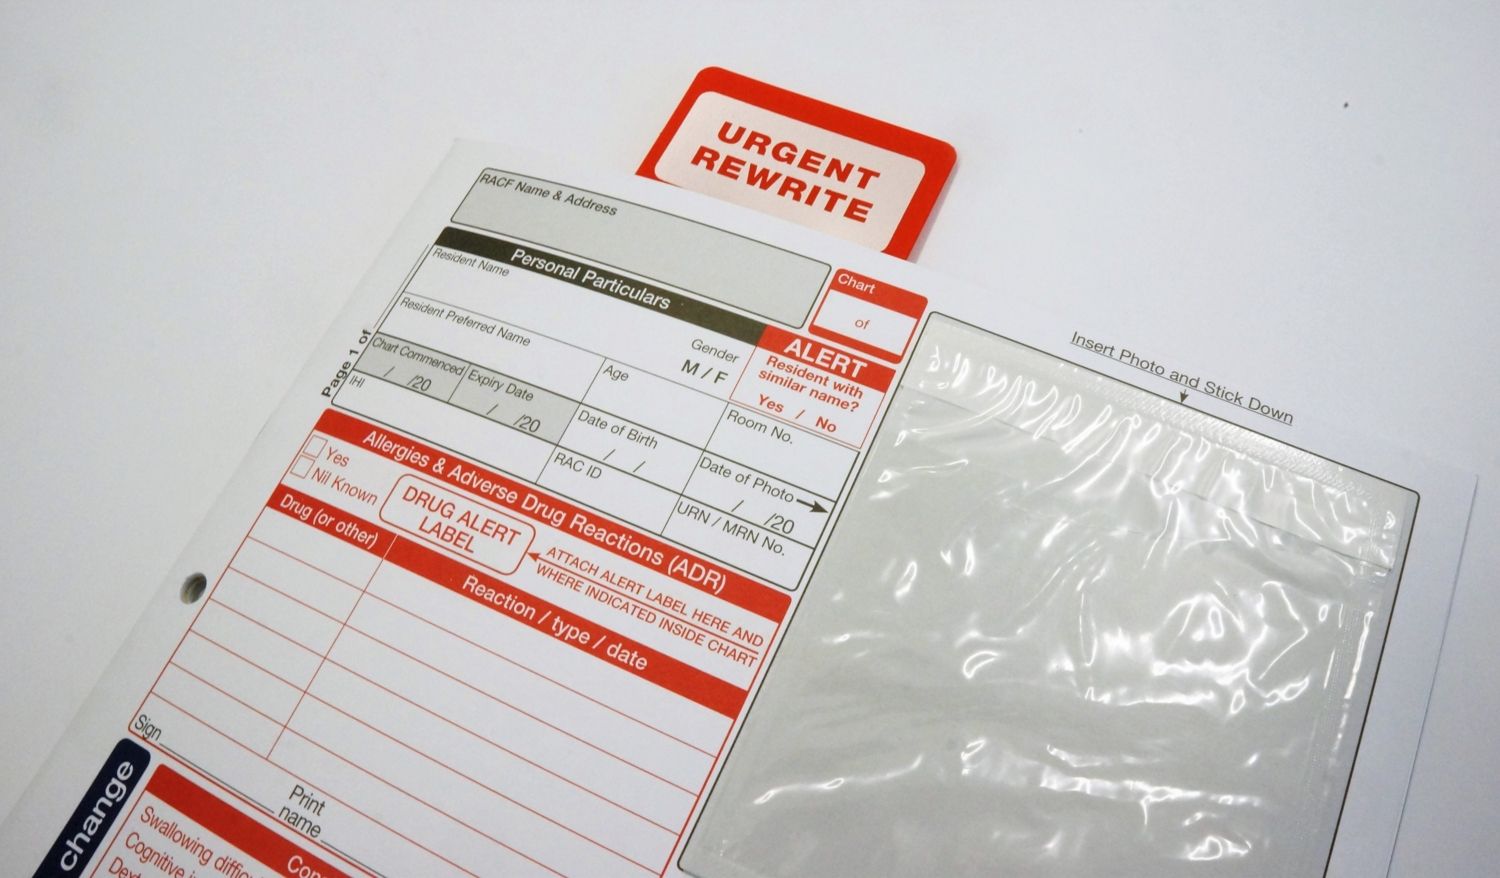 URGENT
REWRITE
RACF Name & Address
Personal Particulars
Resident Name
Resident Preferred Name
Gender
M / F
Chart
of
ALERT
Resident with
similar name?
Yes / No
Page 1 of
Chart Commenced
/ /20
Expiry Date
/ /20
Age
Room No.
IHI
Date of Birth
/ /
Date of Photo
/ /20
RAC ID
URN / MRN No.
Insert Photo and Stick Down
Allergies & Adverse Drug Reactions (ADR)
Yes
Nil Known
DRUG ALERT
LABEL
ATTACH ALERT LABEL HERE AND
WHERE INDICATED INSIDE CHART
Drug (or other)
Reaction / type / date
Sign
Print
name
change
Swallowing
Cognitive